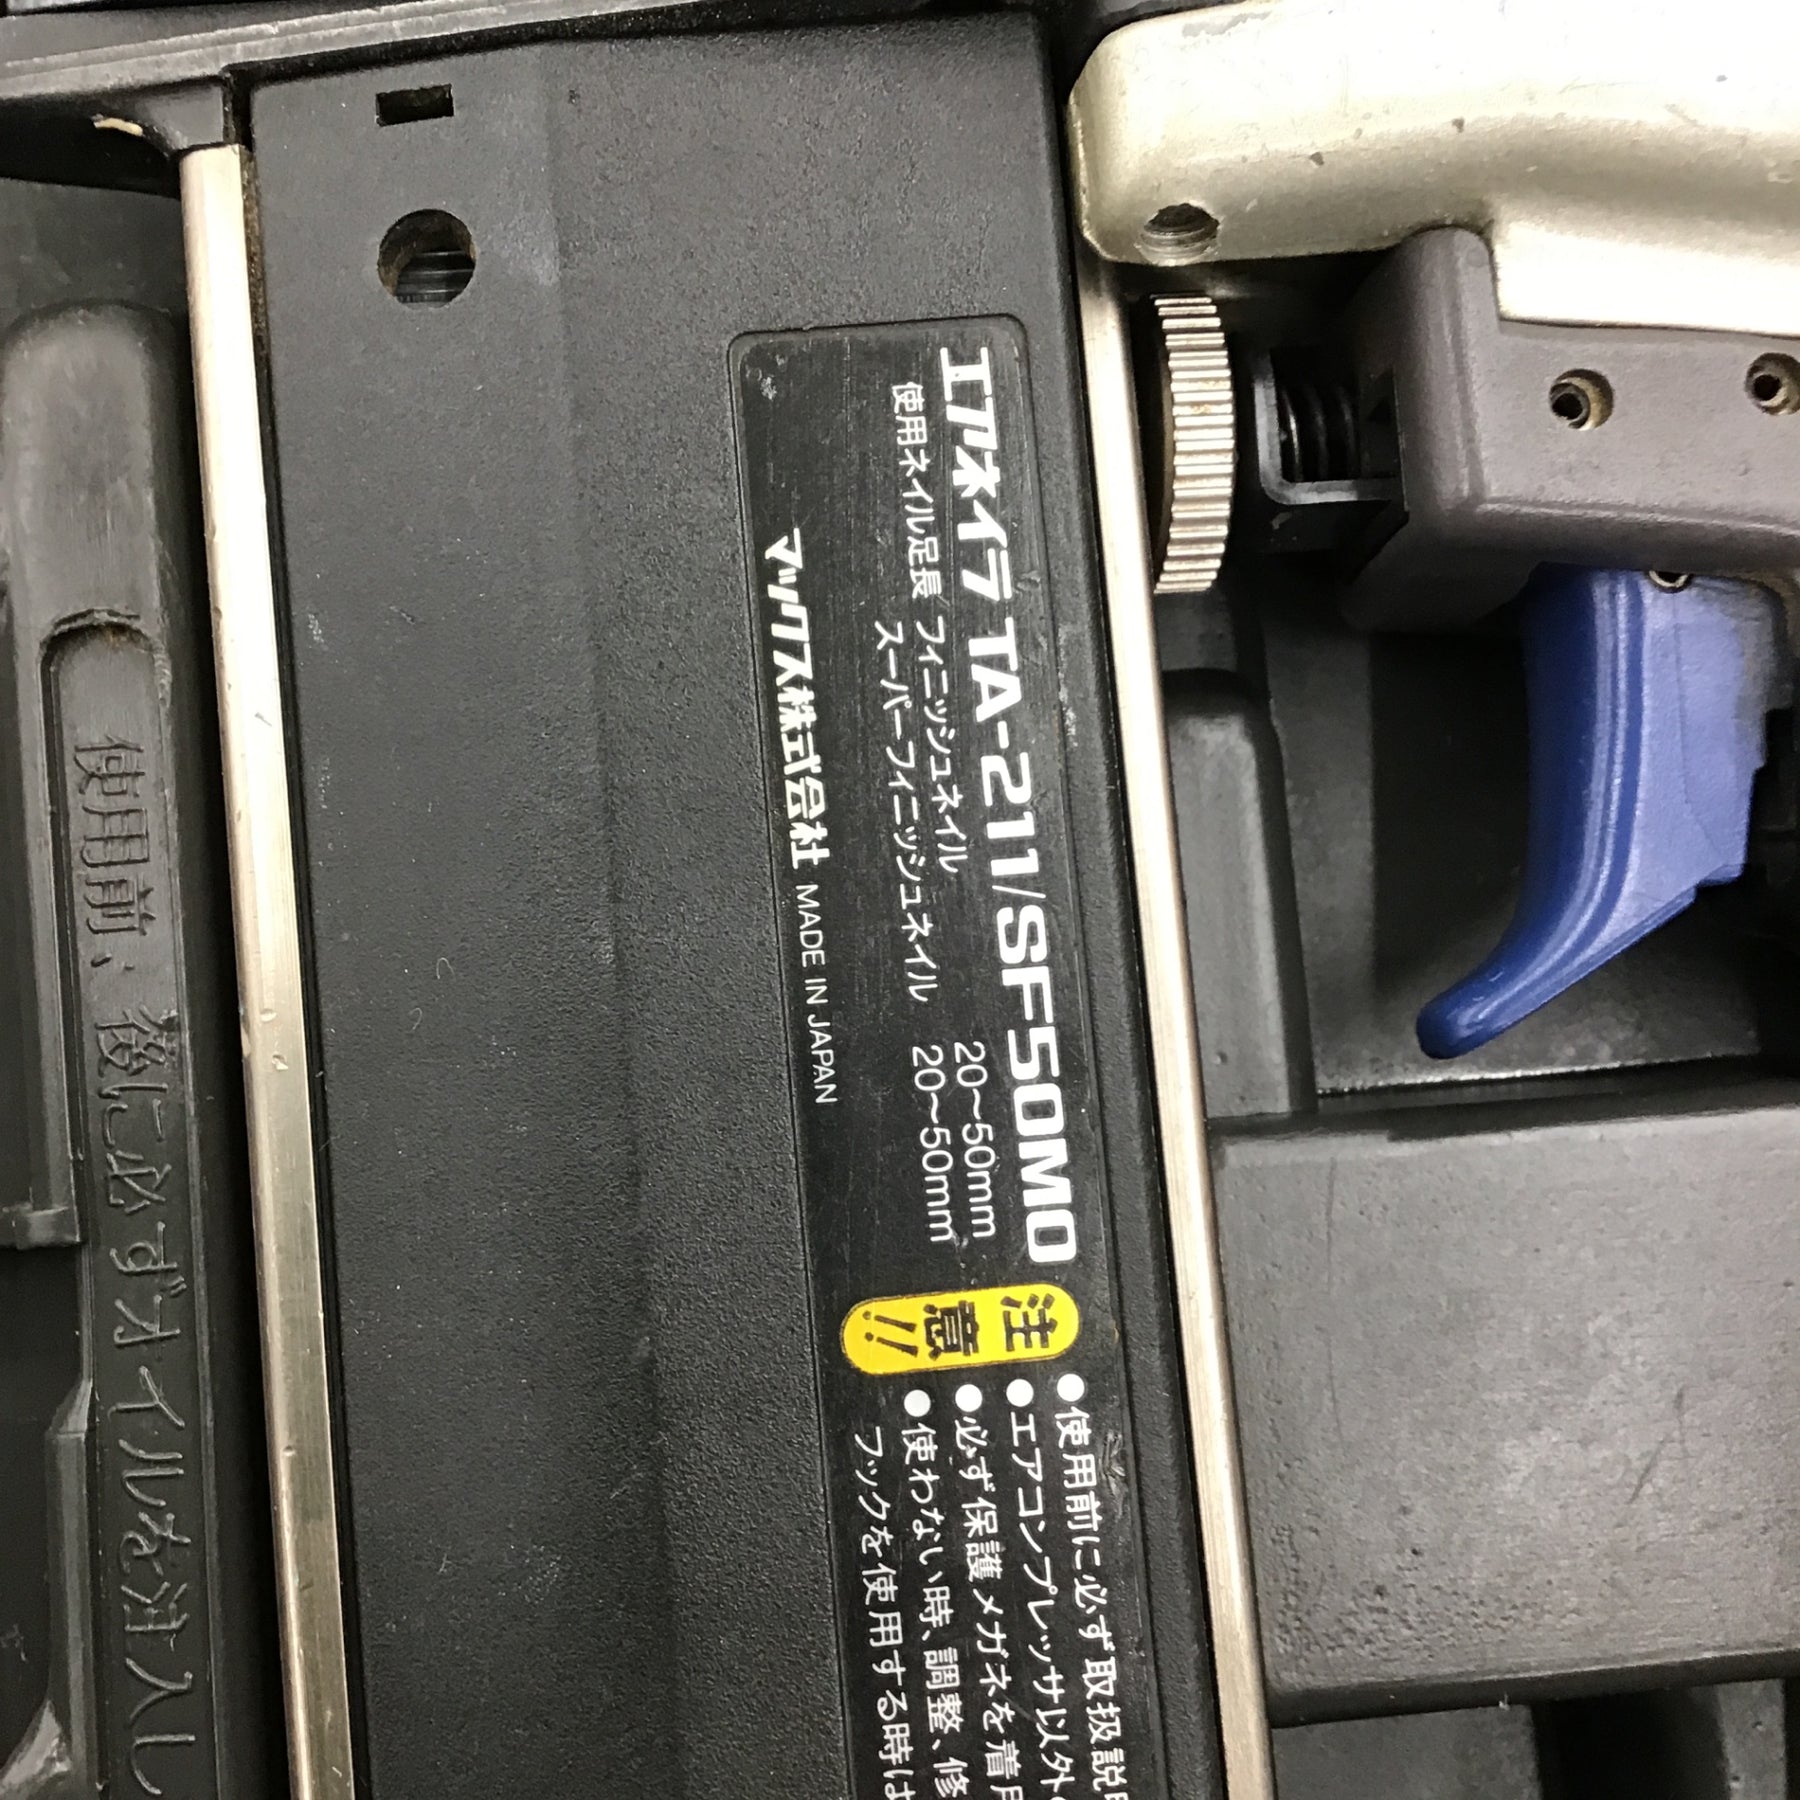 エアネイラ TA-211/SF50MO
使用ネイル足長 フィニッシュネイル 20〜50mm
スーパーフィニッシュネイル 20〜50mm
マックス株式会社 MADE IN JAPAN
注意!!
●使用前に必ず取扱説
●エアコンプレッサ以外
●必ず保護メガネを着用
●使わない時、調整、修
フックを使用する時は
使用前、後に必ずオイルを注入し